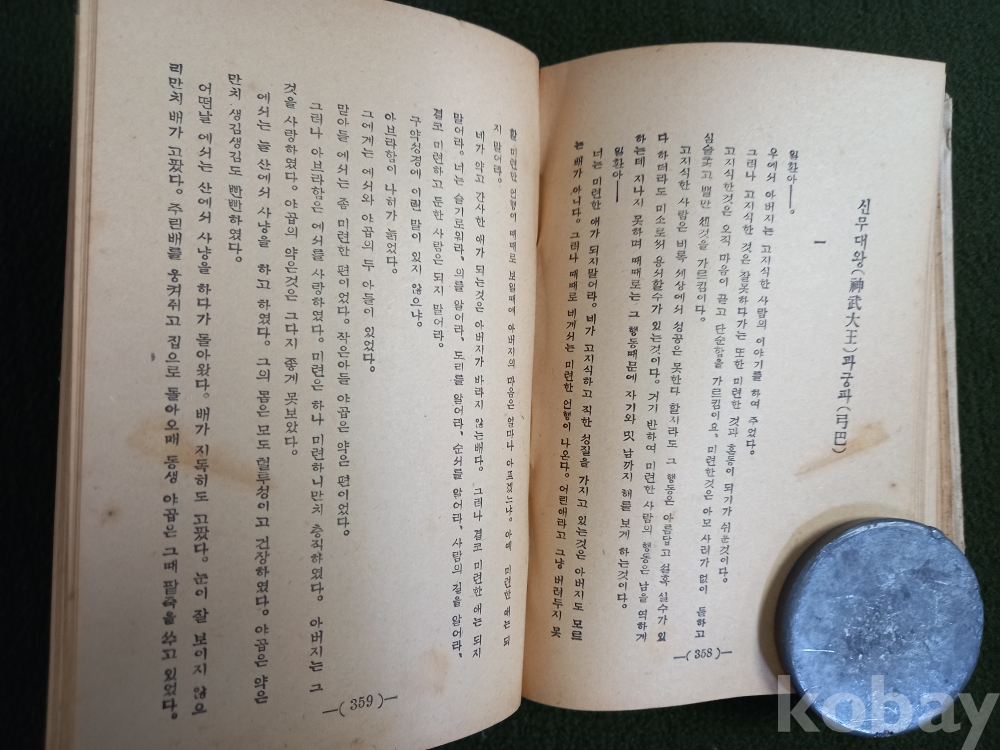 신무대왕(神武大王)과궁파(弓巴)
一
일환아——。
우에서 아버지는 고지식한 사람의 이야기를 하여 주었다。
그러나 고지식한 것은 잘못하다가는 또한 미련한 것과 혼동이 되기가 쉬운것이다。
고지식한것은 오직 마음이 곧고 단순함을 가르킴이요、미련한것은 아모 사려가 없이 둔하고
심술궂고 밸만 센것을 가르킴이다。
고지식한 사람은 비록 세상에서 성공은 못한다 할지라도 그 행동은 아름답고 설혹 실수가 있
다 하더라도 미소로써 용서할수가 있는것이다。거기 반하여 미련한 사람의 행동은 남을 역하게
하는데 지나지 못하며 때때로는 그 행동때문에 자기와 및 남까지 해를 보게 하는것이다。
일환아——
너는 미련한 애가 되지말어라。네가 고지식하고 직한 성질을 가지고 있는것은 아버지도 모르
는 배가 아니다。그러나 때때로 네게서는 미련한 언행이 나온다。어린애라고 그냥 버려두지 못
—( 358 )—
할 미련한 언행이 때때로 보일때에 아버지의 마음은 얼마나 아프겠느냐。아예 미련한 애는 되
지 말어라。
네가 약고 간사한 애가 되는것은 아버지가 바라지 않는배다。그러나 결코 미련한 애는 되지
말어라。너는 슬기로워라、의를 알어라、도리를 알어라、순서를 알어라、사람의 길을 알어라、
결코 미련하고 둔한 사람은 되지 말어라。
구약성경에 이런 말이 있지 않으냐。
아브라함이 나히가 늙었다。
그에게는 에서와 야곱의 두 아들이 있었다。
맏아들 에서는 좀 미련한 편이었다。작은아들 야곱은 약은 편이었다。
그러나 아브라함은 에서를 사랑하였다。미련은 하나 미련하니만치 충직하였다。아버지는 그
것을 사랑하였다。야곱의 약은것은 그다지 좋게 못보았다。
에서는 늘 산에서 사냥을 하고 하였다。그의 몸은 모도 털투성이고 건장하였다。야곱은 약은
만치 생김생김도 빤빤하였다。
어떤날 에서는 산에서 사냥을 하다가 돌아왔다。배가 지독히도 고팠다。눈이 잘 보이지 않으
리만치 배가 고팠다。주린배를 웅켜쥐고 집으로 돌아오매 동생 야곱은 그때 팥죽을 쑤고 있었다。
—( 359 )—
kobay